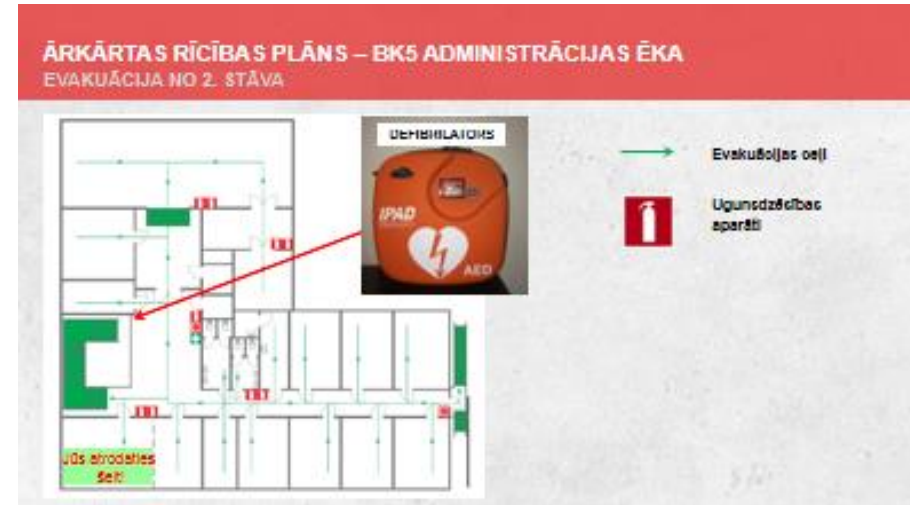 ĀRKĀRTAS RĪCĪBAS PLĀNS – BK5 ADMINISTRĀCIJAS ĒKA
EVAKUĀCIJA NO 2. STĀVA
DEFIBRILATORS
IPAD
AED
Evakuācijas ceļi
Ugunsdzēsības
aparāti
Jūs atrodaties
šeit!